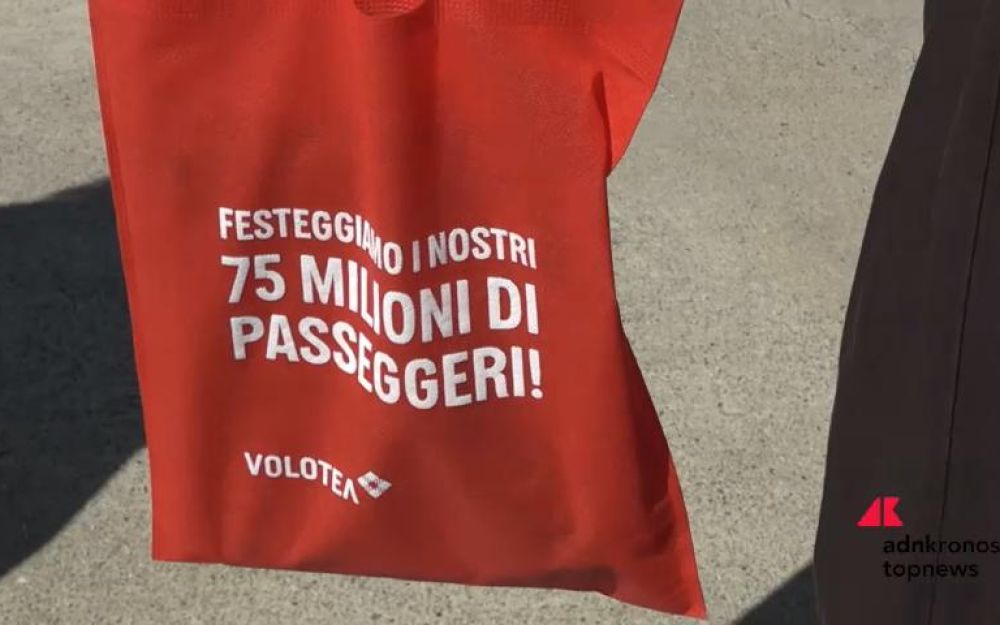 FESTEGGIAMO I NOSTRI
75 MILIONI DI
PASSEGGERI!
VOLOTEA
adnkronos
topnews